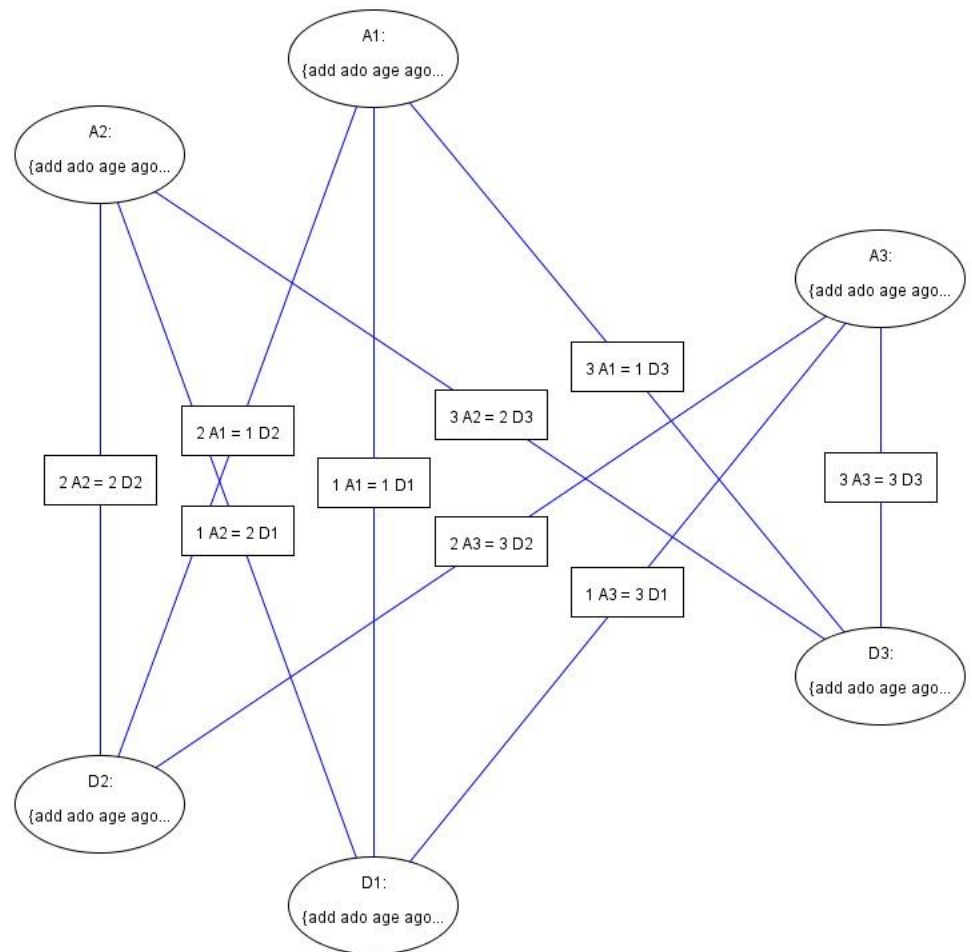 A1:
{add ado age ago...
A2:
{add ado age ago...
A3:
{add ado age ago...
3 A1 = 1 D3
3 A2 = 2 D3
2 A1 = 1 D2
2 A2 = 2 D2
1 A1 = 1 D1
3 A3 = 3 D3
1 A2 = 2 D1
2 A3 = 3 D2
1 A3 = 3 D1
D3:
{add ado age ago...
D2:
{add ado age ago...
D1:
{add ado age ago...